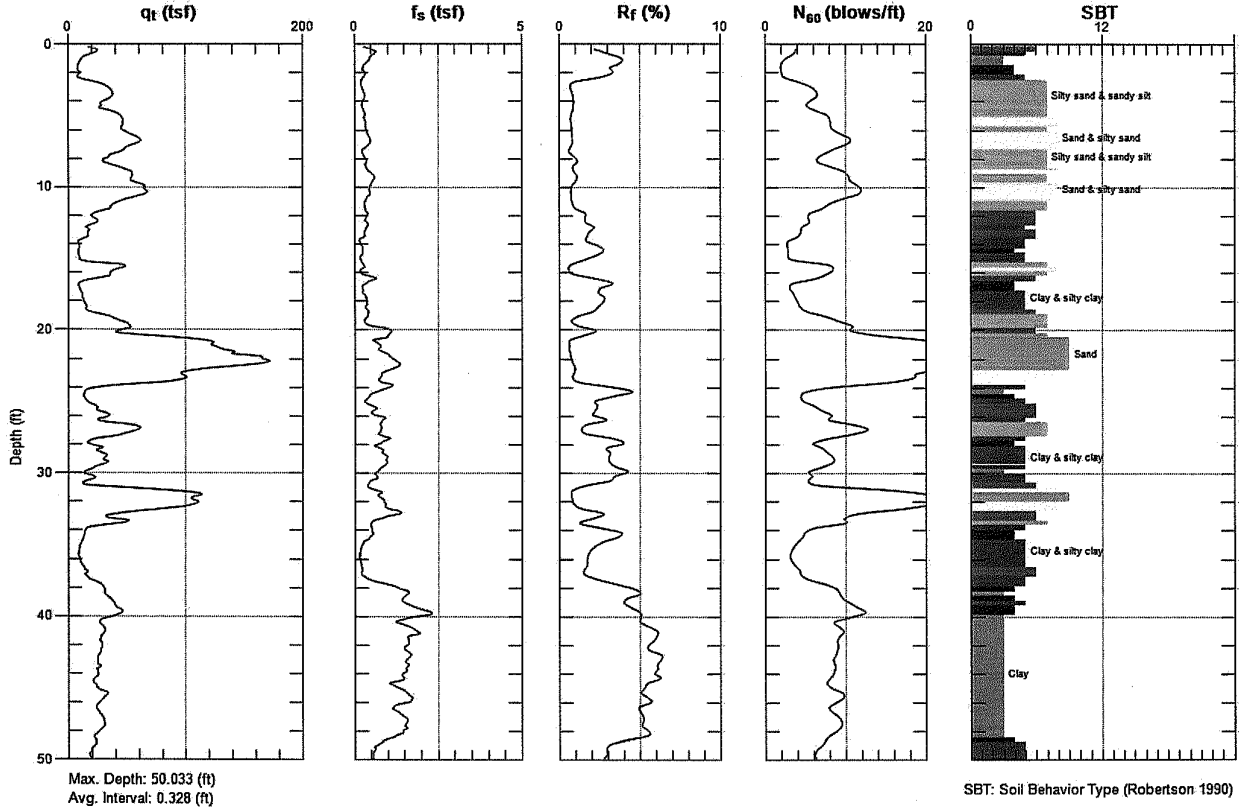 qt (tsf)
fs (tsf)
Rf (%)
N60 (blows/ft)
SBT
0 200
0 5
0 10
0 20
0 12
0
Silty sand & sandy silt
Sand & silty sand
Silty sand & sandy silt
10
Sand & silty sand
Clay & silty clay
20
Sand
Depth (ft)
Clay & silty clay
30
Clay & silty clay
40
Clay
50
Max. Depth: 50.033 (ft)
Avg. Interval: 0.328 (ft)
SBT: Soil Behavior Type (Robertson 1990)